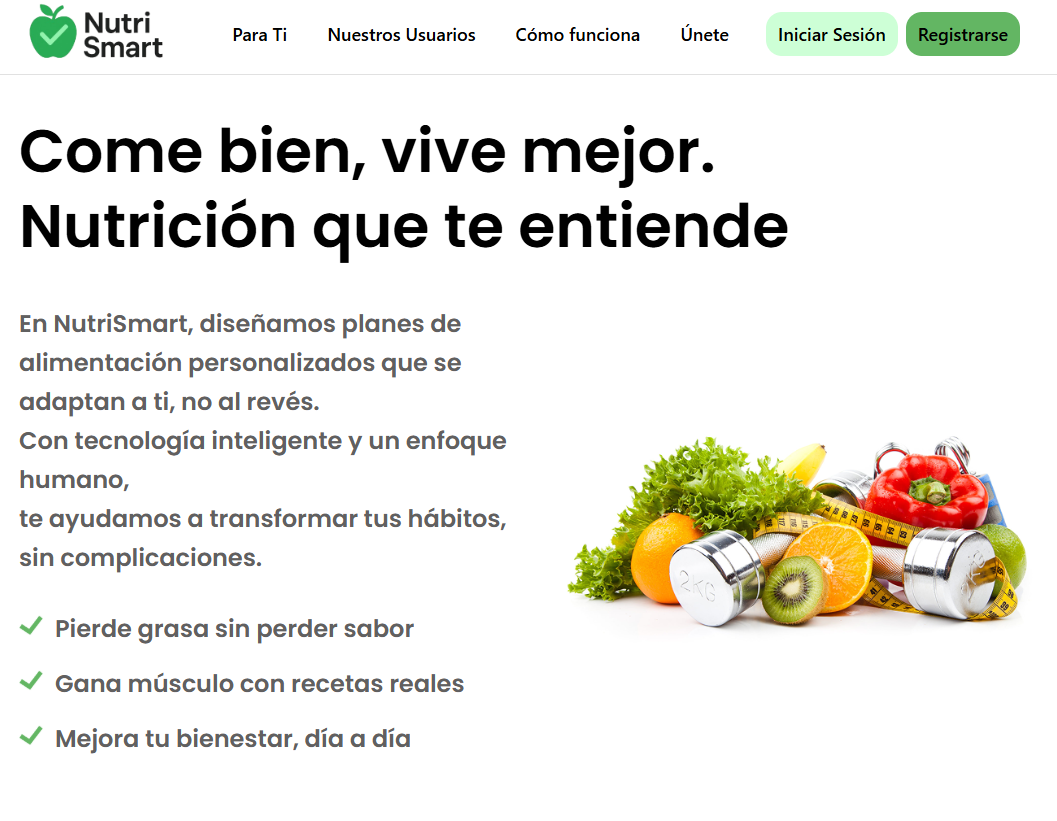 Nutri
Smart
Para Ti
Nuestros Usuarios
Cómo funciona
Únete
Iniciar Sesión
Registrarse
Come bien, vive mejor.
Nutrición que te entiende
En NutriSmart, diseñamos planes de
alimentación personalizados que se
adaptan a ti, no al revés.
Con tecnología inteligente y un enfoque
humano,
te ayudamos a transformar tus hábitos,
sin complicaciones.
Pierde grasa sin perder sabor
Gana músculo con recetas reales
Mejora tu bienestar, día a día
2KG